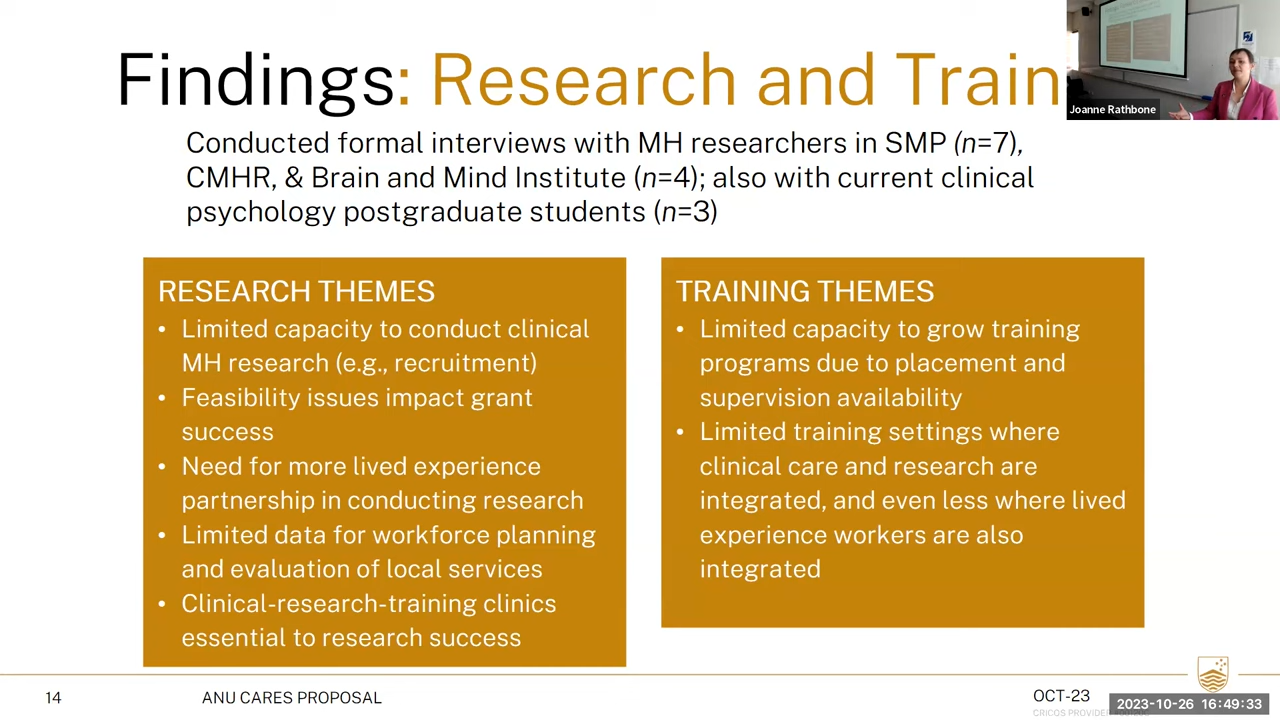 Findings: Research and Train
Joanne Rathbone
Conducted formal interviews with MH researchers in SMP (n=7),
CMHR, & Brain and Mind Institute (n=4); also with current clinical
psychology postgraduate students (n=3)
RESEARCH THEMES
• Limited capacity to conduct clinical
MH research (e.g., recruitment)
• Feasibility issues impact grant
success
• Need for more lived experience
partnership in conducting research
• Limited data for workforce planning
and evaluation of local services
• Clinical-research-training clinics
essential to research success
TRAINING THEMES
• Limited capacity to grow training
programs due to placement and
supervision availability
• Limited training settings where
clinical care and research are
integrated, and even less where lived
experience workers are also
integrated
14
ANU CARES PROPOSAL
OCT-23
CRICOS PROVIDER
2023-10-26 16:49:33